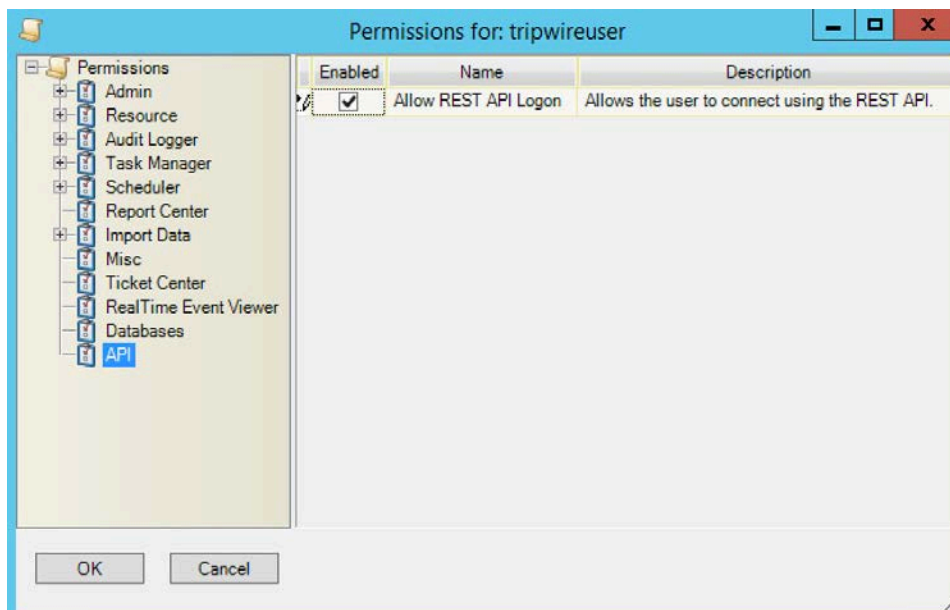 Permissions for: tripwireuser
Permissions
Admin
Resource
Audit Logger
Task Manager
Scheduler
Report Center
Import Data
Misc
Ticket Center
RealTime Event Viewer
Databases
API
Enabled Name Description
Allow REST API Logon Allows the user to connect using the REST API.
OK Cancel